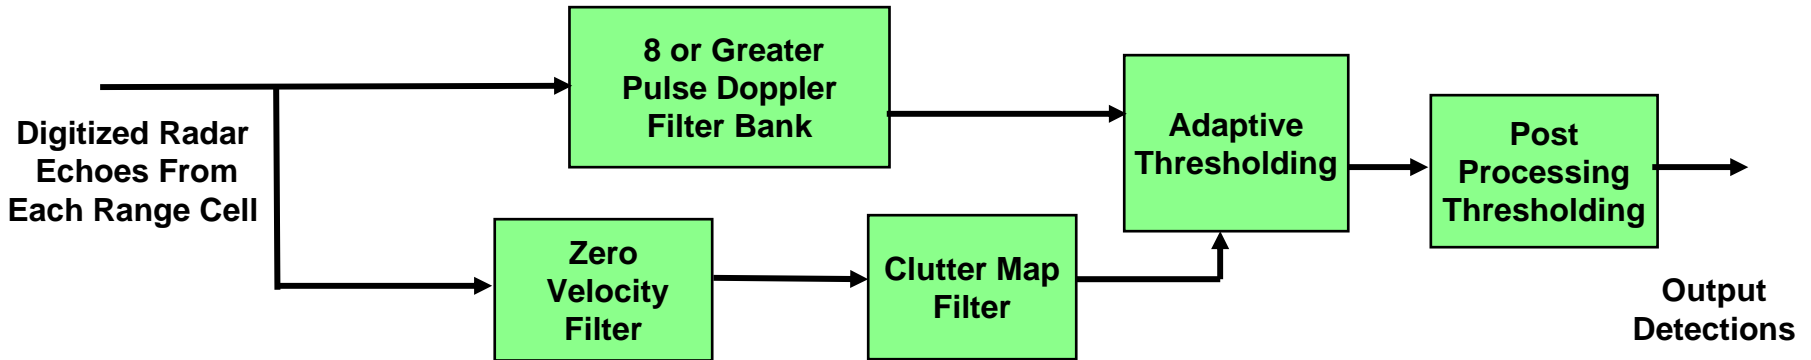 Digitized Radar
Echoes From
Each Range Cell
8 or Greater
Pulse Doppler
Filter Bank
Zero
Velocity
Filter
Clutter Map
Filter
Adaptive
Thresholding
Post
Processing
Thresholding
Output
Detections